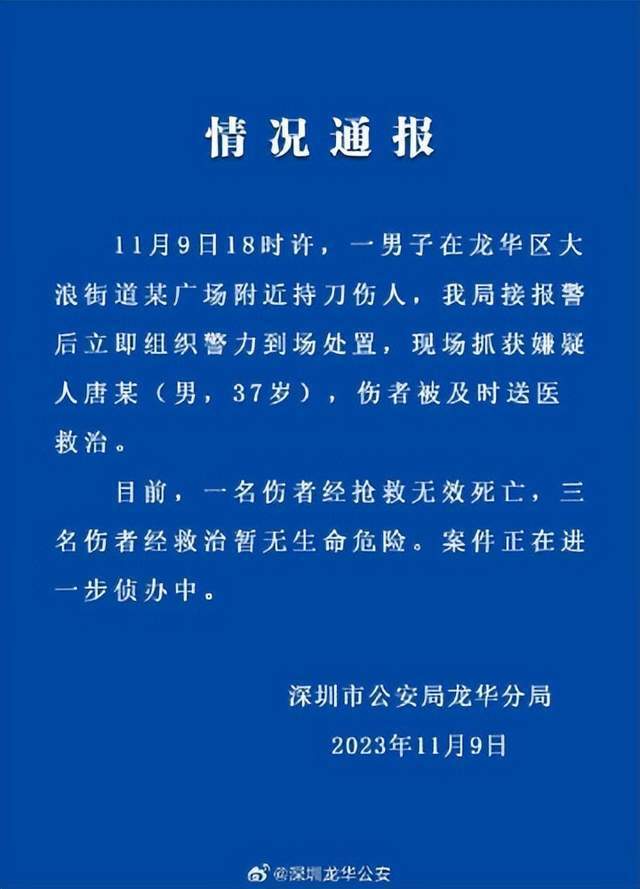 情况通报
11月9日18时许，一男子在龙华区大
浪街道某广场附近持刀伤人，我局接报警
后立即组织警力到场处置，现场抓获嫌疑
人唐某（男，37岁），伤者被及时送医
救治。
目前，一名伤者经抢救无效死亡，三
名伤者经救治暂无生命危险。案件正在进
一步侦办中。
深圳市公安局龙华分局
2023年11月9日
@深圳龙华公安